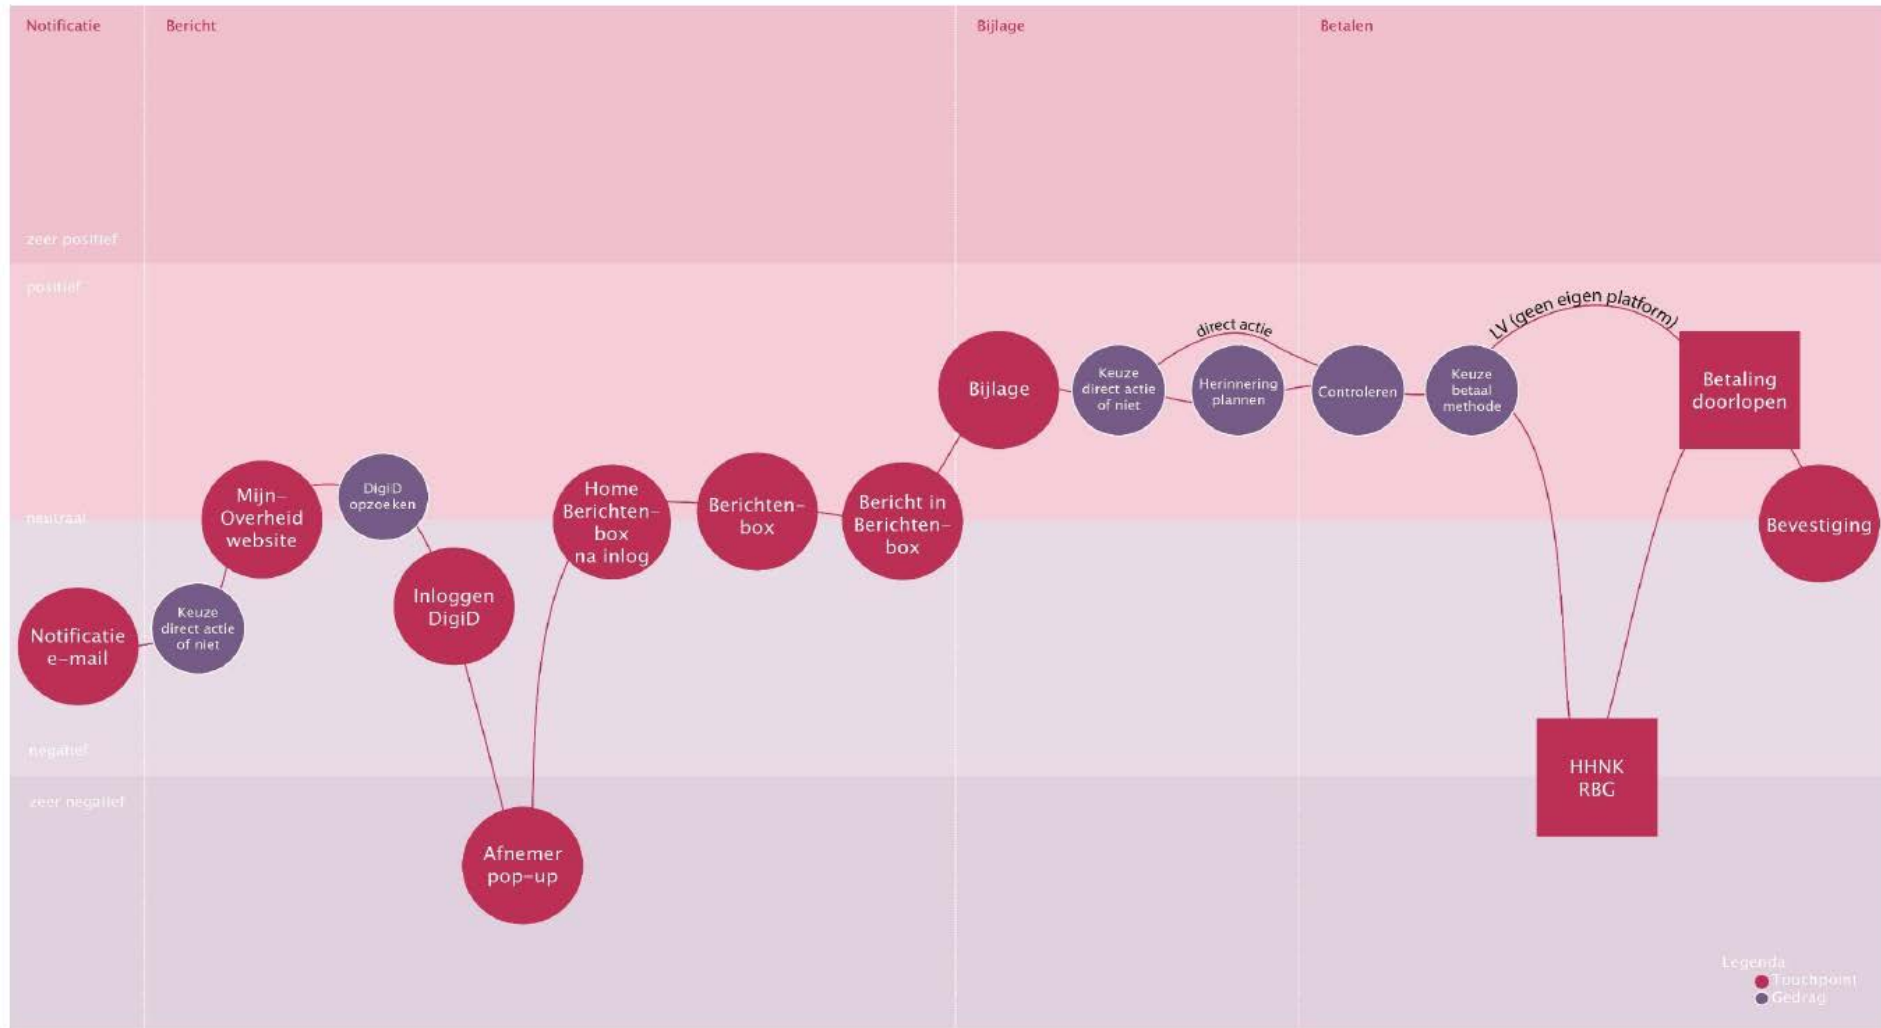 Notificatie
Bericht
Bijlage
Betalen
zeer positief
positief
neutraal
negatief
zeer negatief
Notificatie
e-mail
Keuze
direct actie
of niet
Mijn-
Overheid
website
DigiD
opzoeken
Inloggen
DigiD
Afnemer
pop-up
Home
Berichten-
box
na inlog
Berichten-
box
Bericht in
Berichten-
box
Bijlage
Keuze
direct actie
of niet
direct actie
Herinnering
plannen
Controleren
Keuze
betaal
methode
LV (geen eigen platform)
HHNK
RBG
Betaling
doorlopen
Bevestiging
Legenda
Touchpoint
Gedrag